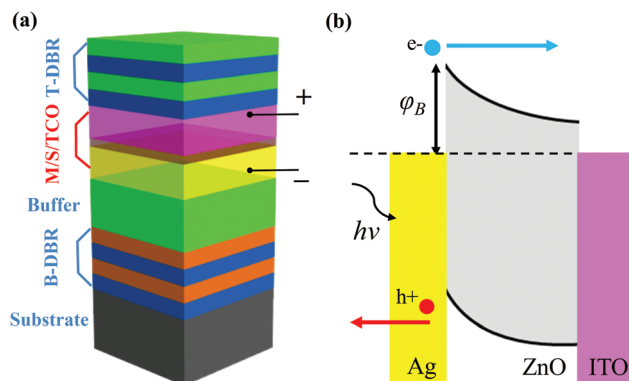 (a)
T-DBR
M/S/TCO
Buffer
B-DBR
Substrate
+
−
(b)
e-
φB
hν
h+
Ag
ZnO
ITO